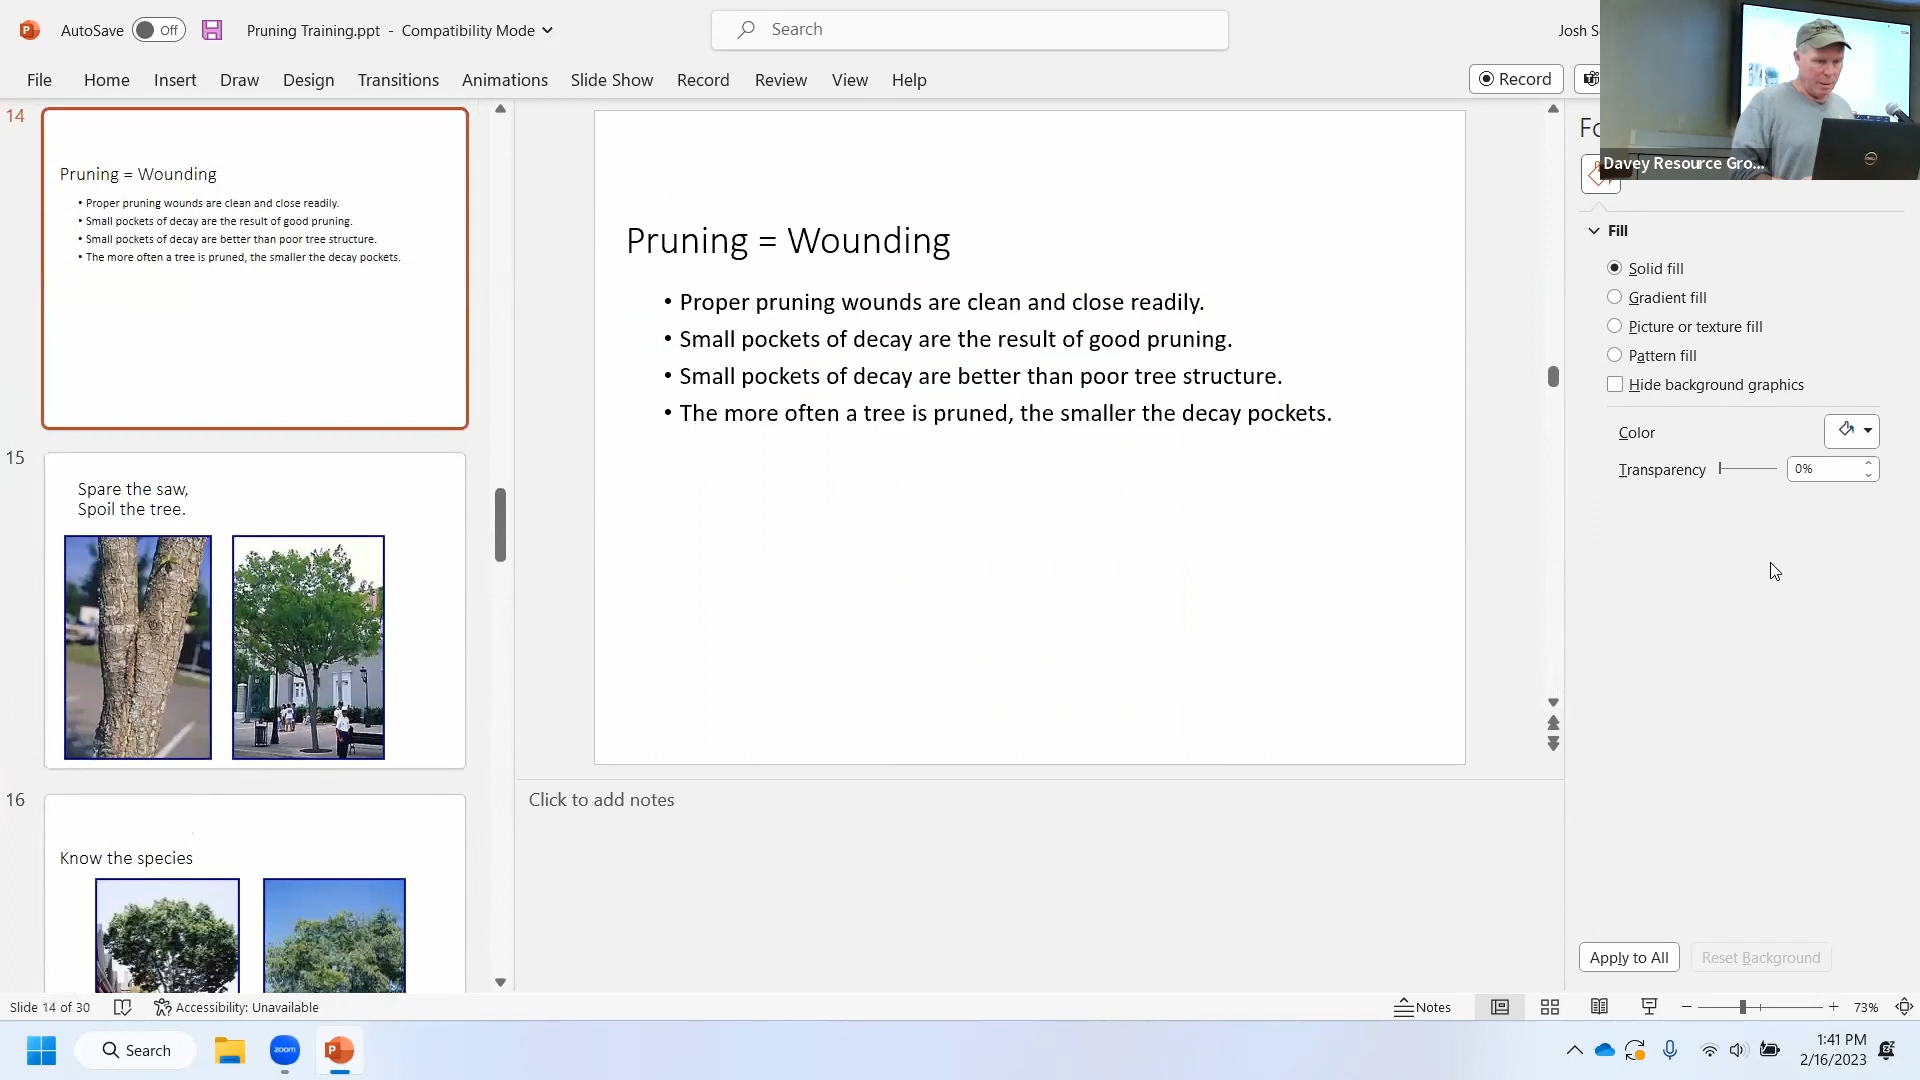 AutoSave Off Pruning Training.ppt - Compatibility Mode Search
File Home Insert Draw Design Transitions Animations Slide Show Record Review View Help Record
14
Pruning = Wounding
• Proper pruning wounds are clean and close readily.
• Small pockets of decay are the result of good pruning.
• Small pockets of decay are better than poor tree structure.
• The more often a tree is pruned, the smaller the decay pockets.
15
Spare the saw,
Spoil the tree.
16
Know the species
Pruning = Wounding
• Proper pruning wounds are clean and close readily.
• Small pockets of decay are the result of good pruning.
• Small pockets of decay are better than poor tree structure.
• The more often a tree is pruned, the smaller the decay pockets.
Click to add notes
Josh
Davey Resource Gro...
Fill
Solid fill
Gradient fill
Picture or texture fill
Pattern fill
Hide background graphics
Color
Transparency 0%
Apply to All Reset Background
Slide 14 of 30 Accessibility: Unavailable Notes 73%
Search zoom 1:41 PM
2/16/2023